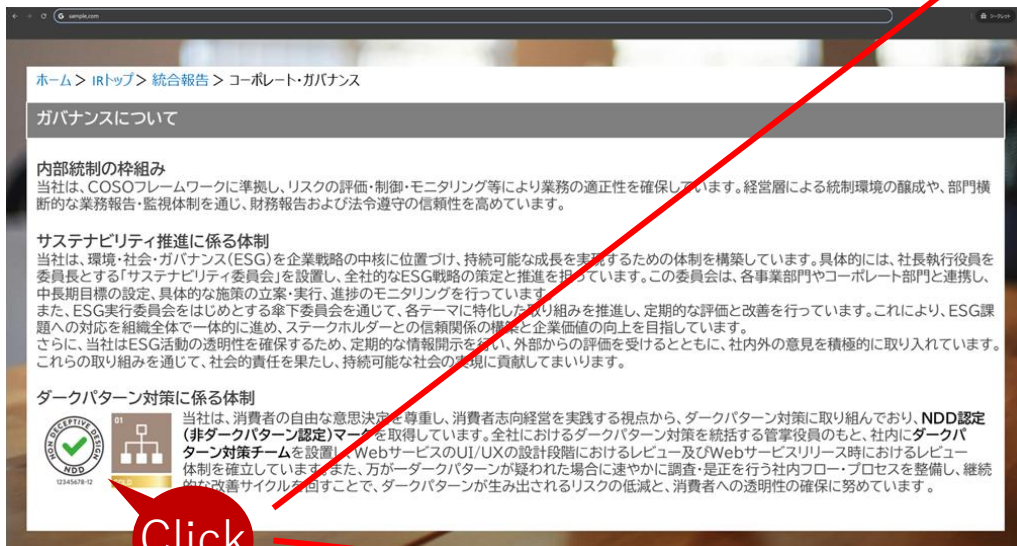 sample.com
シークレット
ホーム > IRトップ > 統合報告 > コーポレート・ガバナンス
ガバナンスについて
内部統制の枠組み
当社は、COSOフレームワークに準拠し、リスクの評価・制御・モニタリング等により業務の適正性を確保しています。経営層による統制環境の醸成や、部門横
断的な業務報告・監視体制を通じ、財務報告および法令遵守の信頼性を高めています。
サステナビリティ推進に係る体制
当社は、環境・社会・ガバナンス(ESG)を企業戦略の中核に位置づけ、持続可能な成長を実現するための体制を構築しています。具体的には、社長執行役員を
委員長とする「サステナビリティ委員会」を設置し、全社的なESG戦略の策定と推進を担っています。この委員会は、各事業部門やコーポレート部門と連携し、
中長期目標の設定、具体的な施策の立案・実行、進捗のモニタリングを行っています。
また、ESG実行委員会をはじめとする傘下委員会を通じて、各テーマに特化した取り組みを推進し、定期的な評価と改善を行っています。これにより、ESG課
題への対応を組織全体で一体的に進め、ステークホルダーとの信頼関係の構築と企業価値の向上を目指しています。
さらに、当社はESG活動の透明性を確保するため、定期的な情報開示を行い、外部からの評価を受けるとともに、社内外の意見を積極的に取り入れています。
これらの取り組みを通じて、社会的責任を果たし、持続可能な社会の実現に貢献してまいります。
ダークパターン対策に係る体制
NON DECEPTIVE DESIGN
NDD
12345678-12
01
GOLD
当社は、消費者の自由な意思決定を尊重し、消費者志向経営を実践する視点から、ダークパターン対策に取り組んでおり、NDD認定
(非ダークパターン認定)マークを取得しています。全社におけるダークパターン対策を統括する管掌役員のもと、社内にダークパ
ターン対策チームを設置し、WebサービスのUI/UXの設計段階におけるレビュー及びWebサービスリリース時におけるレビュー
体制を確立しています。また、万が一ダークパターンが疑われた場合に速やかに調査・是正を行う社内フロー・プロセスを整備し、継続
的な改善サイクルを回すことで、ダークパターンが生み出されるリスクの低減と、消費者への透明性の確保に努めています。
Click